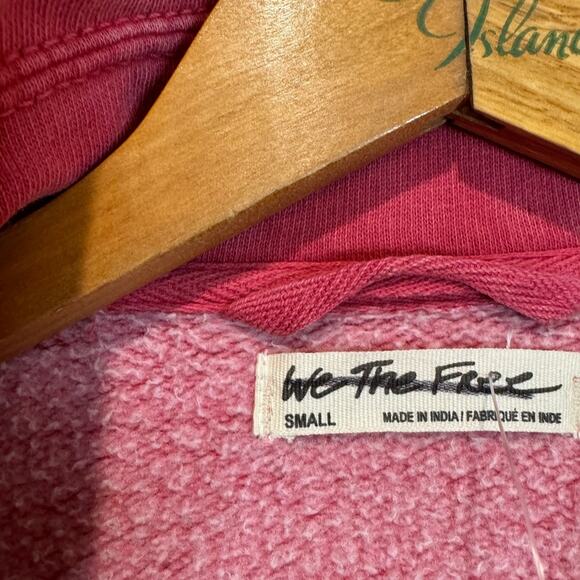 Island
We The Free
SMALL
MADE IN INDIA / FABRIQUÉ EN INDE